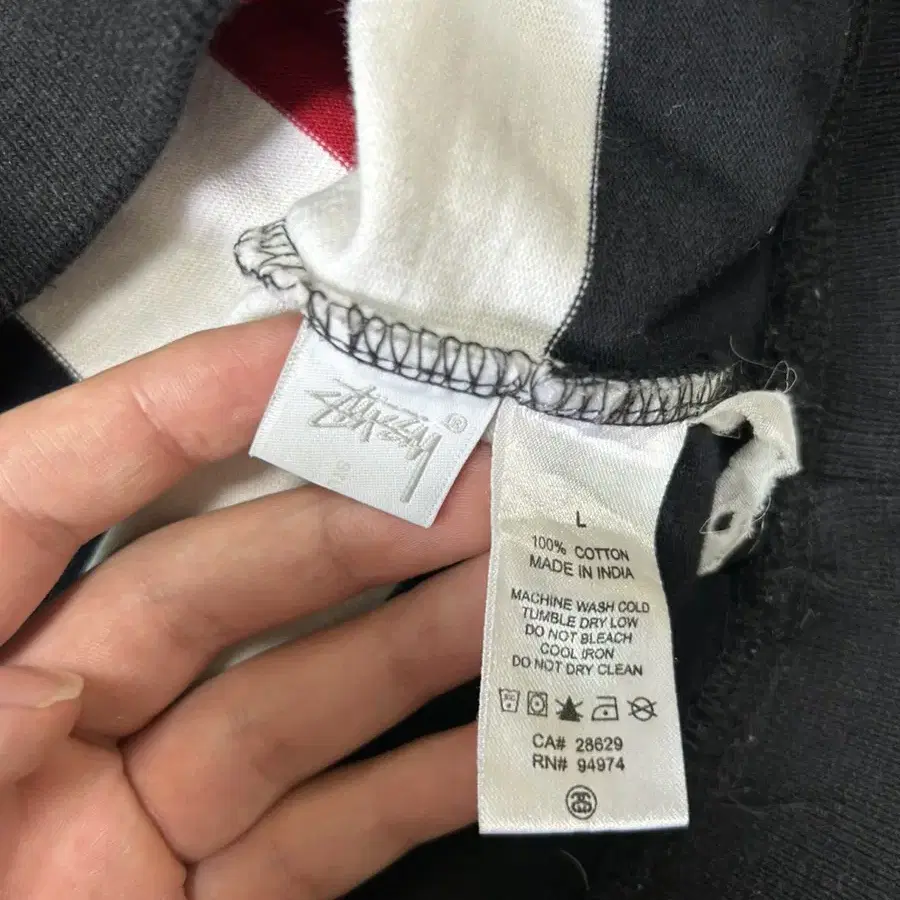 Stüssy ®
L
100% COTTON
MADE IN INDIA
MACHINE WASH COLD
TUMBLE DRY LOW
DO NOT BLEACH
COOL IRON
DO NOT DRY CLEAN
CA# 28629
RN# 94974